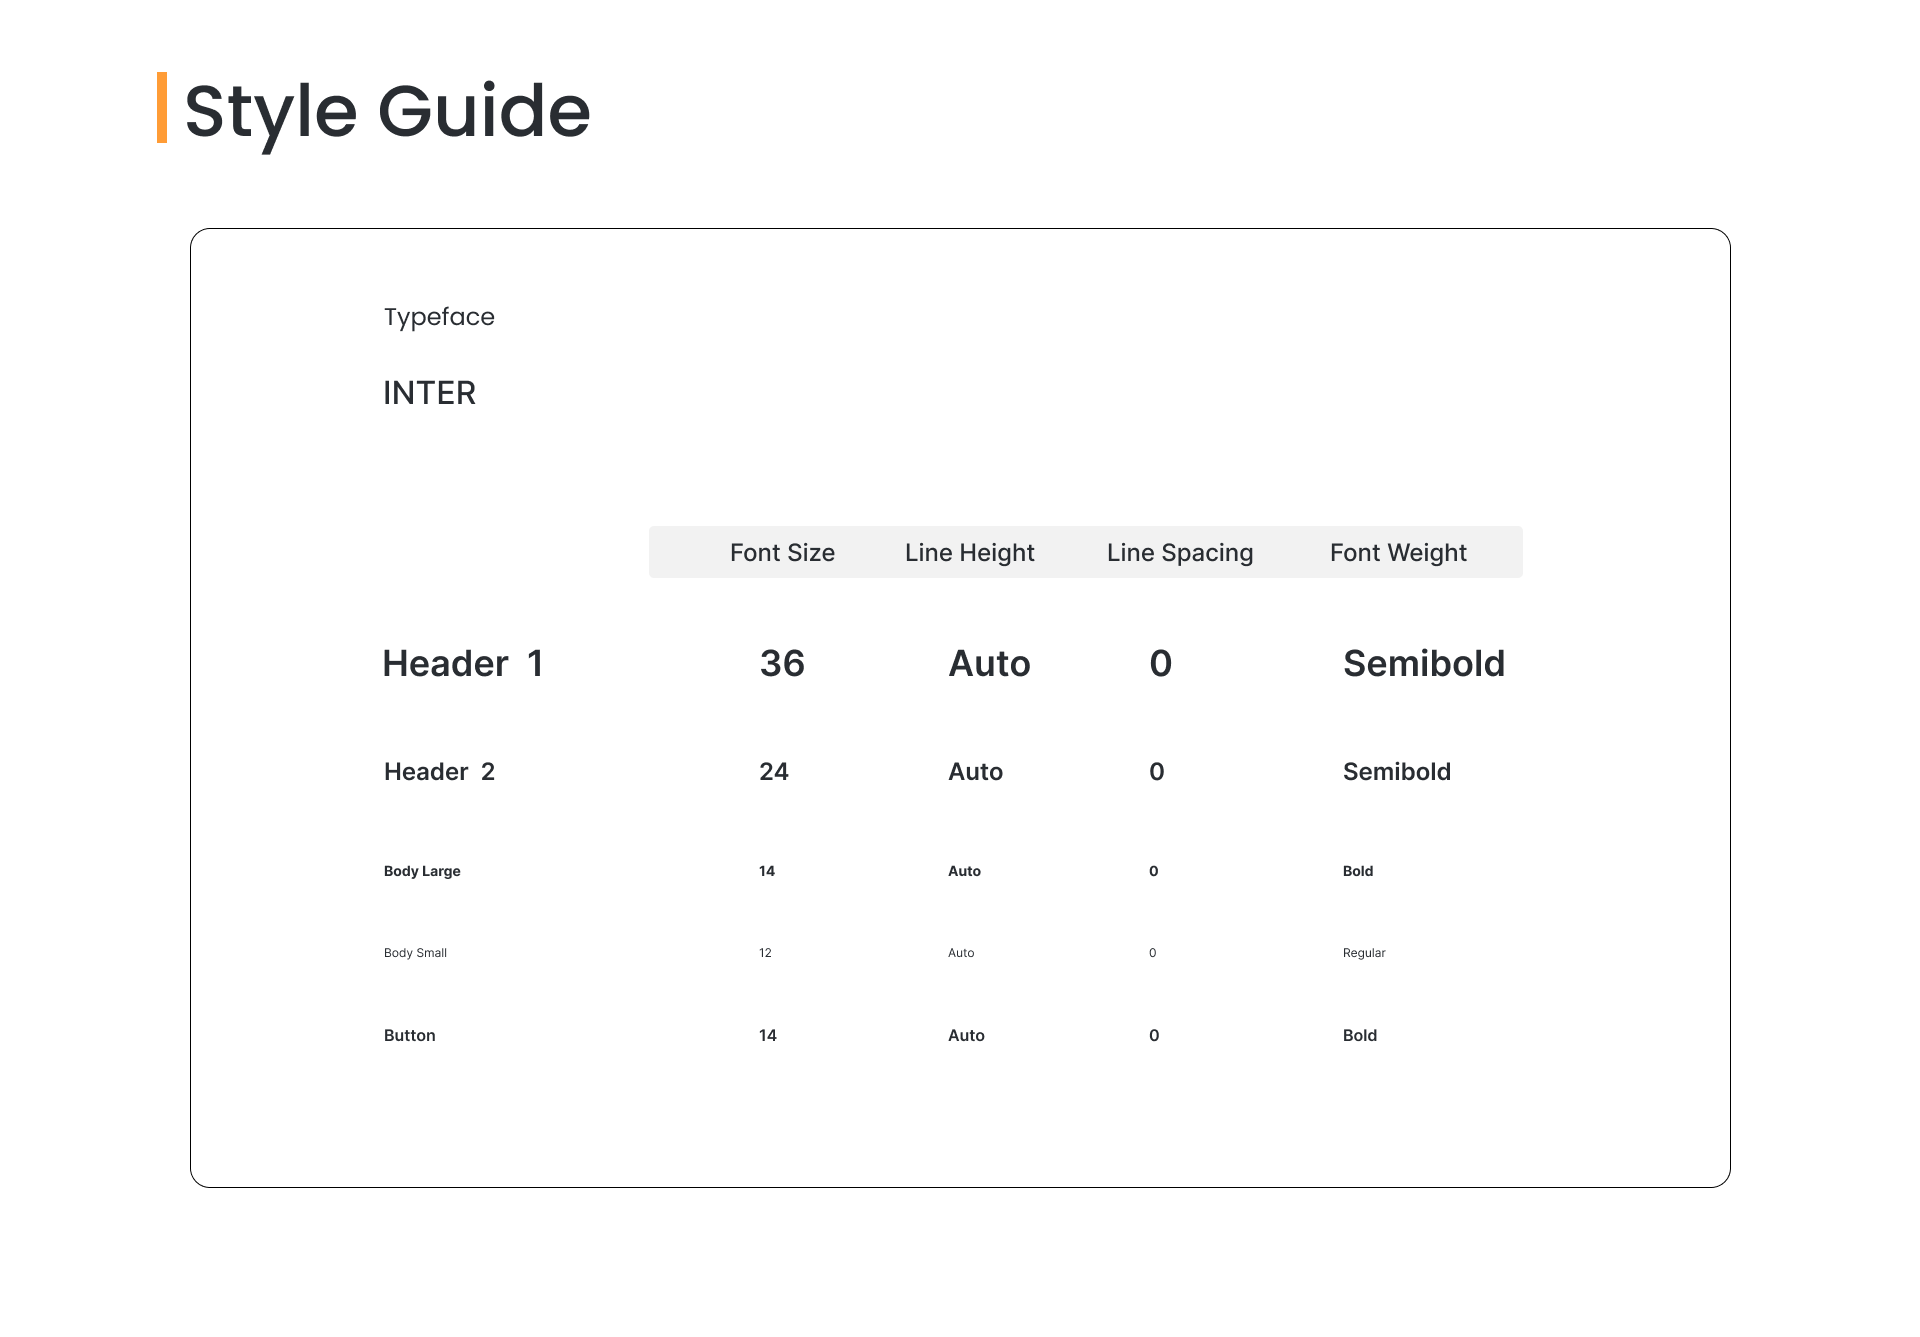 Style Guide
Typeface
INTER
Font Size Line Height Line Spacing Font Weight
Header 1 36 Auto 0 Semibold
Header 2 24 Auto 0 Semibold
Body Large 14 Auto 0 Bold
Body Small 12 Auto 0 Regular
Button 14 Auto 0 Bold